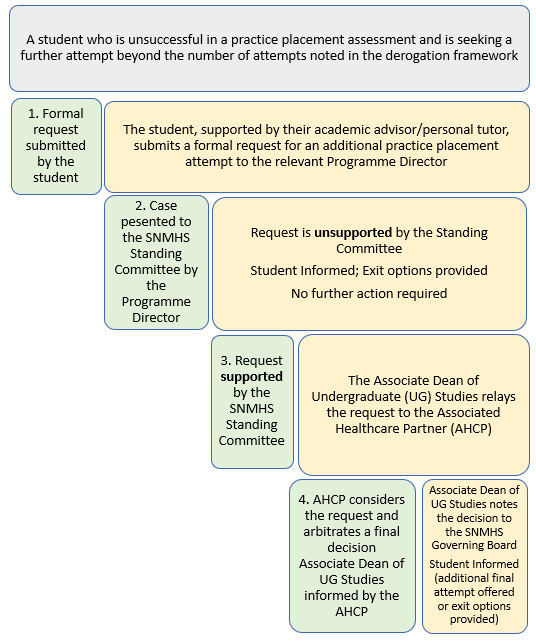 A student who is unsuccessful in a practice placement assessment and is seeking a
further attempt beyond the number of attempts noted in the derogation framework
1. Formal
request
submitted
by the
student
The student, supported by their academic advisor/personal tutor,
submits a formal request for an additional practice placement
attempt to the relevant Programme Director
2. Case
pesented to
the SNMHS
Standing
Committee by
the
Programme
Director
Request is unsupported by the Standing
Committee
Student Informed; Exit options provided
No further action required
3. Request
supported
by the
SNMHS
Standing
Committee
The Associate Dean of
Undergraduate (UG) Studies relays
the request to the Associated
Healthcare Partner (AHCP)
4. AHCP considers
the request and
arbitrates a final
decision
Associate Dean of
UG Studies
informed by the
AHCP
Associate Dean of
UG Studies notes
the decision to
the SNMHS
Governing Board
Student Informed
(additional final
attempt offered
or exit options
provided)